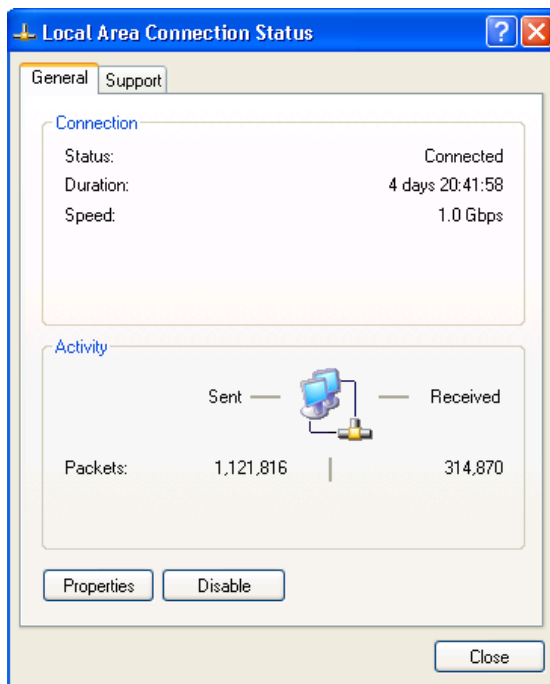 Local Area Connection Status
General Support
Connection
Status: Connected
Duration: 4 days 20:41:58
Speed: 1.0 Gbps
Activity
Sent Received
Packets: 1,121,816 314,870
Properties Disable
Close